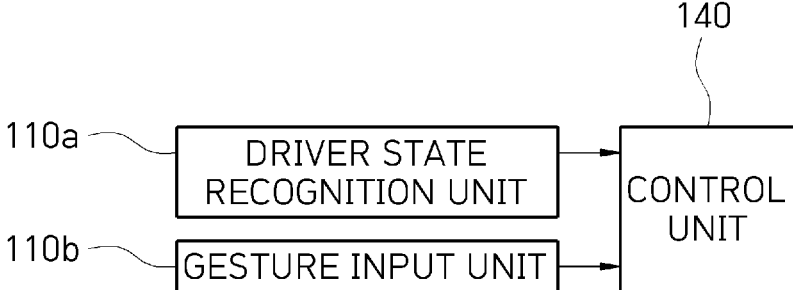 140
110a
DRIVER STATE
RECOGNITION UNIT
CONTROL
UNIT
110b
GESTURE INPUT UNIT